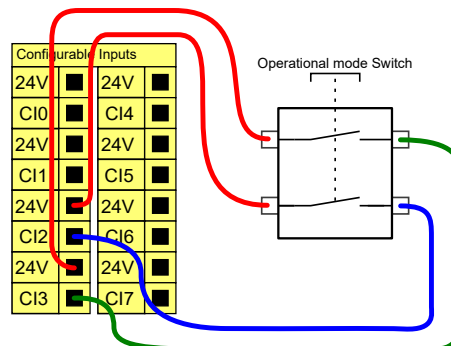 Configurable Inputs
24V 24V
CI0 CI4
24V 24V
CI1 CI5
24V 24V
CI2 CI6
24V 24V
CI3 CI7
Operational mode Switch